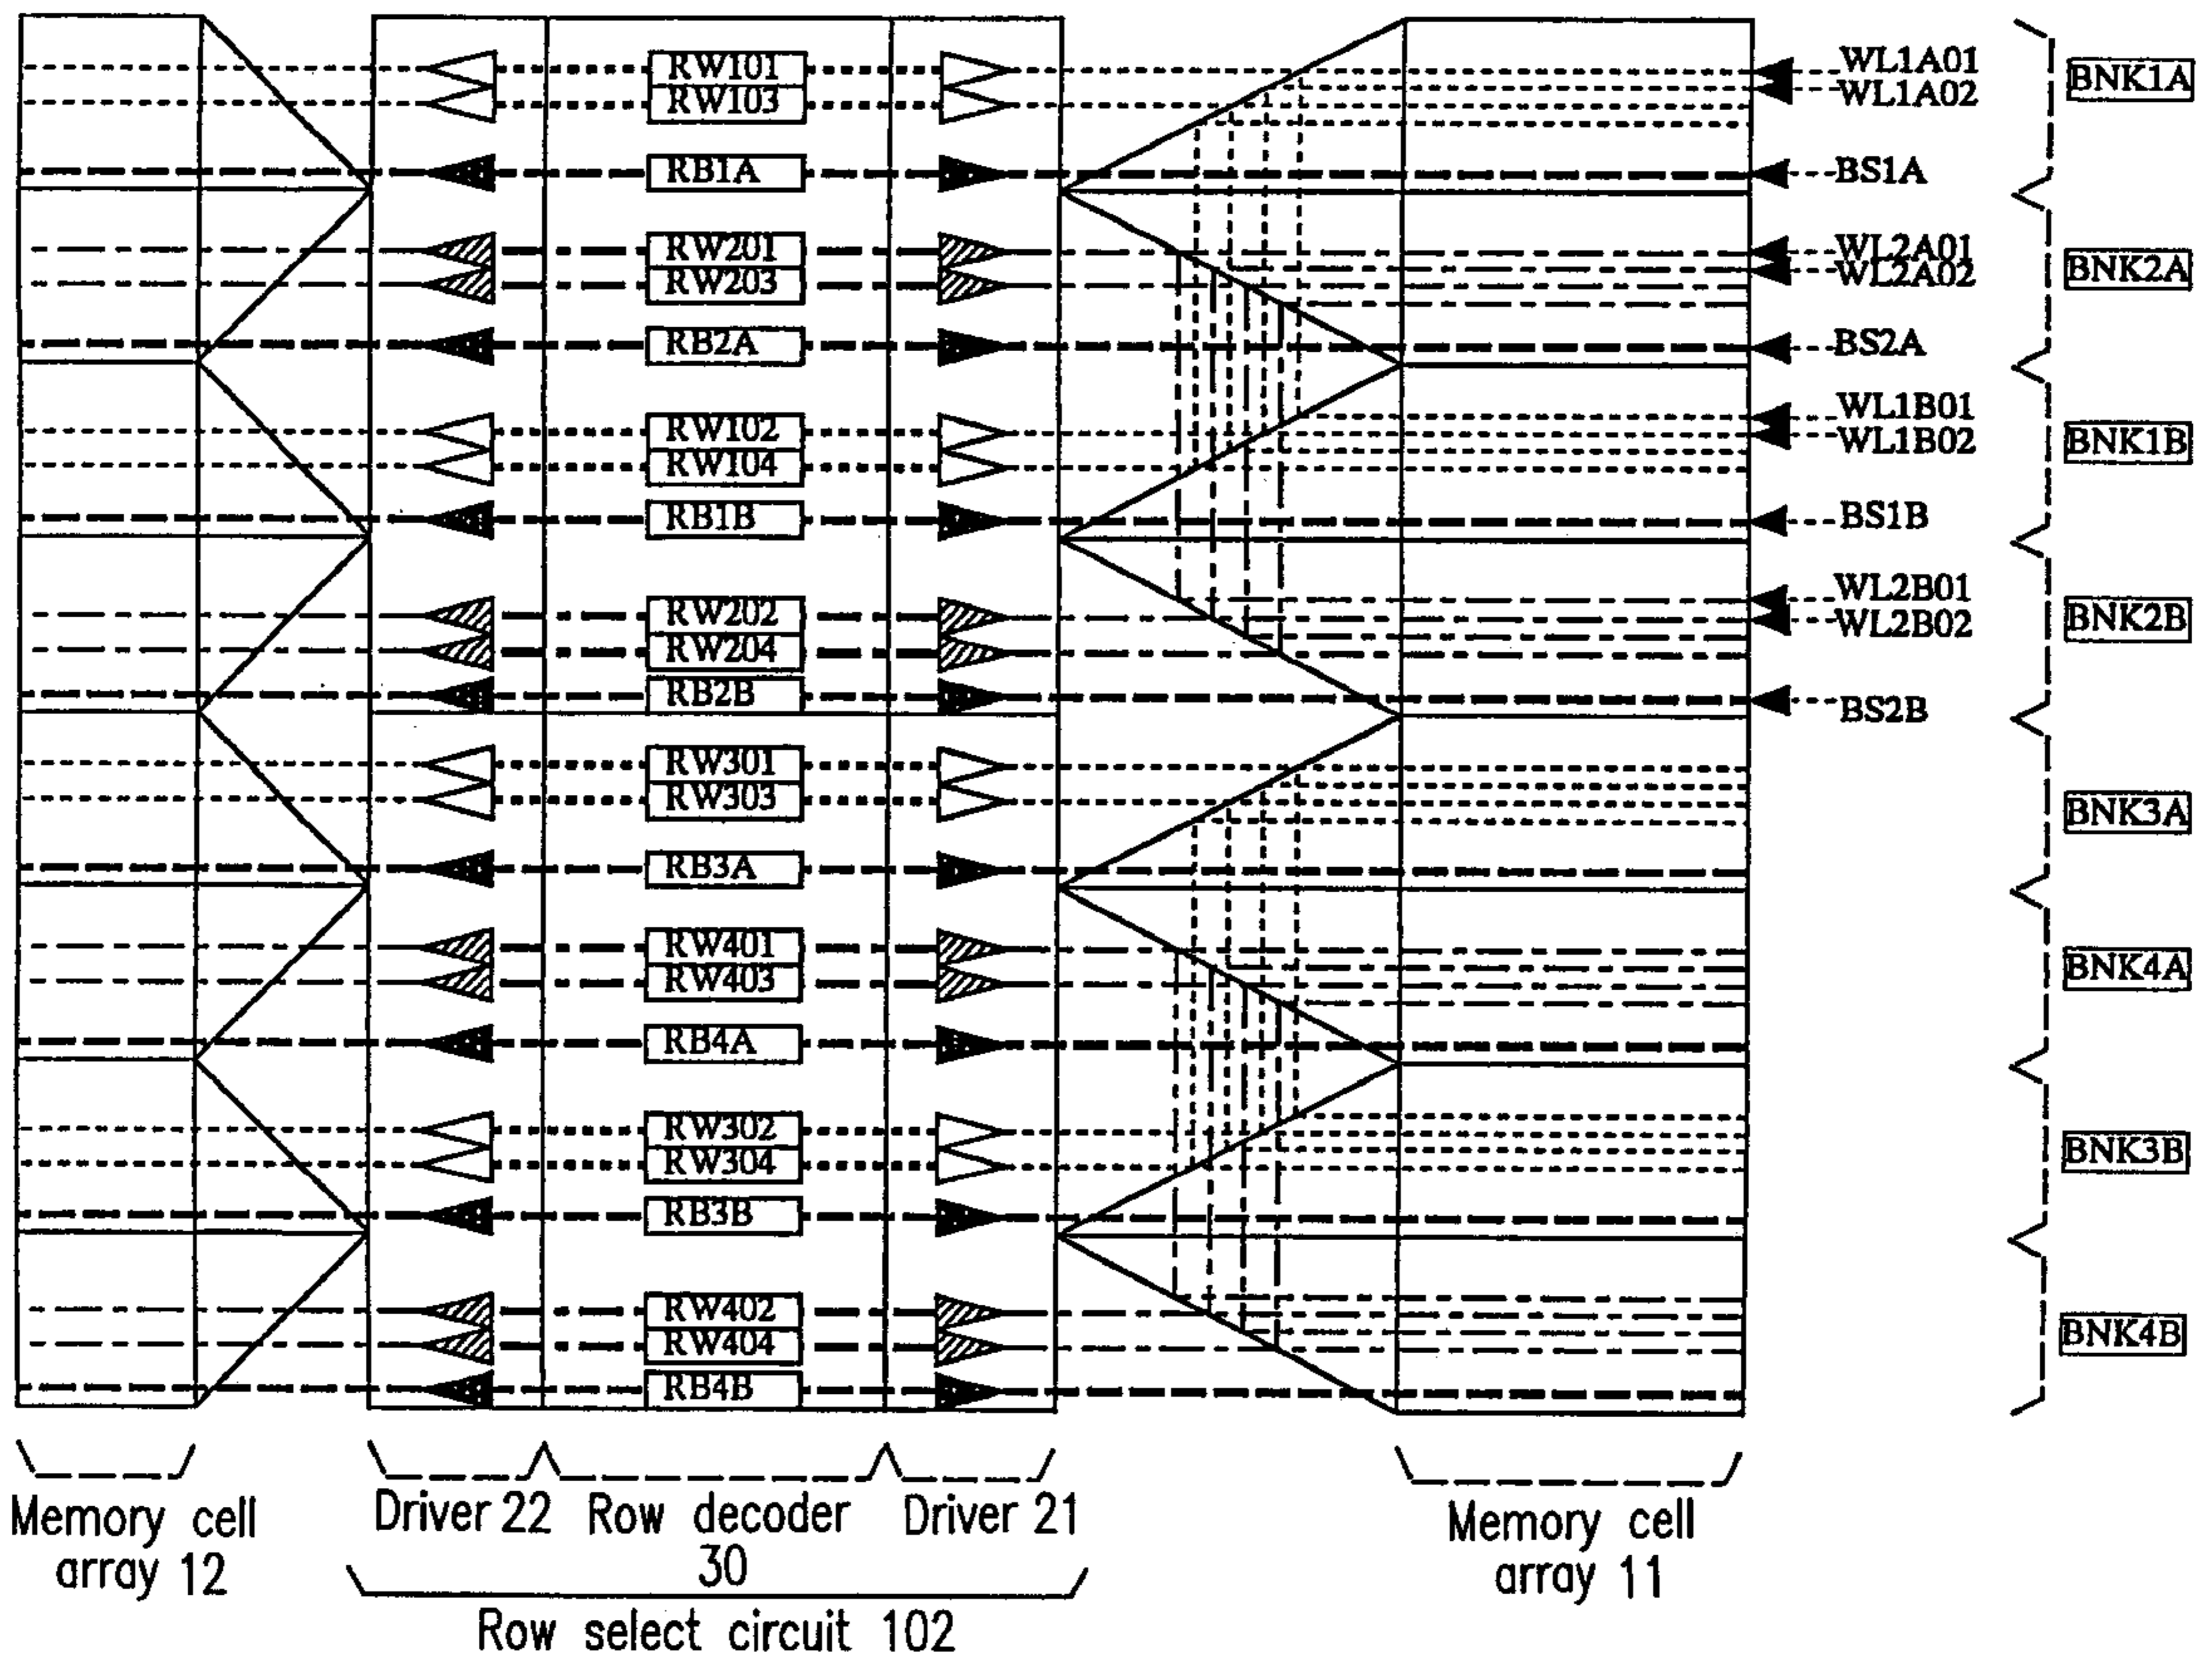 RW101
RW103
RB1A
RW201
RW203
RB2A
RW102
RW104
RB1B
RW202
RW204
RB2B
RW301
RW303
RB3A
RW401
RW403
RB4A
RW302
RW304
RB3B
RW402
RW404
RB4B
WL1A01
WL1A02
BS1A
WL2A01
WL2A02
BS2A
WL1B01
WL1B02
BS1B
WL2B01
WL2B02
BS2B
BNK1A
BNK2A
BNK1B
BNK2B
BNK3A
BNK4A
BNK3B
BNK4B
Memory cell
array 12
Driver 22
Row decoder
30
Driver 21
Row select circuit 102
Memory cell
array 11